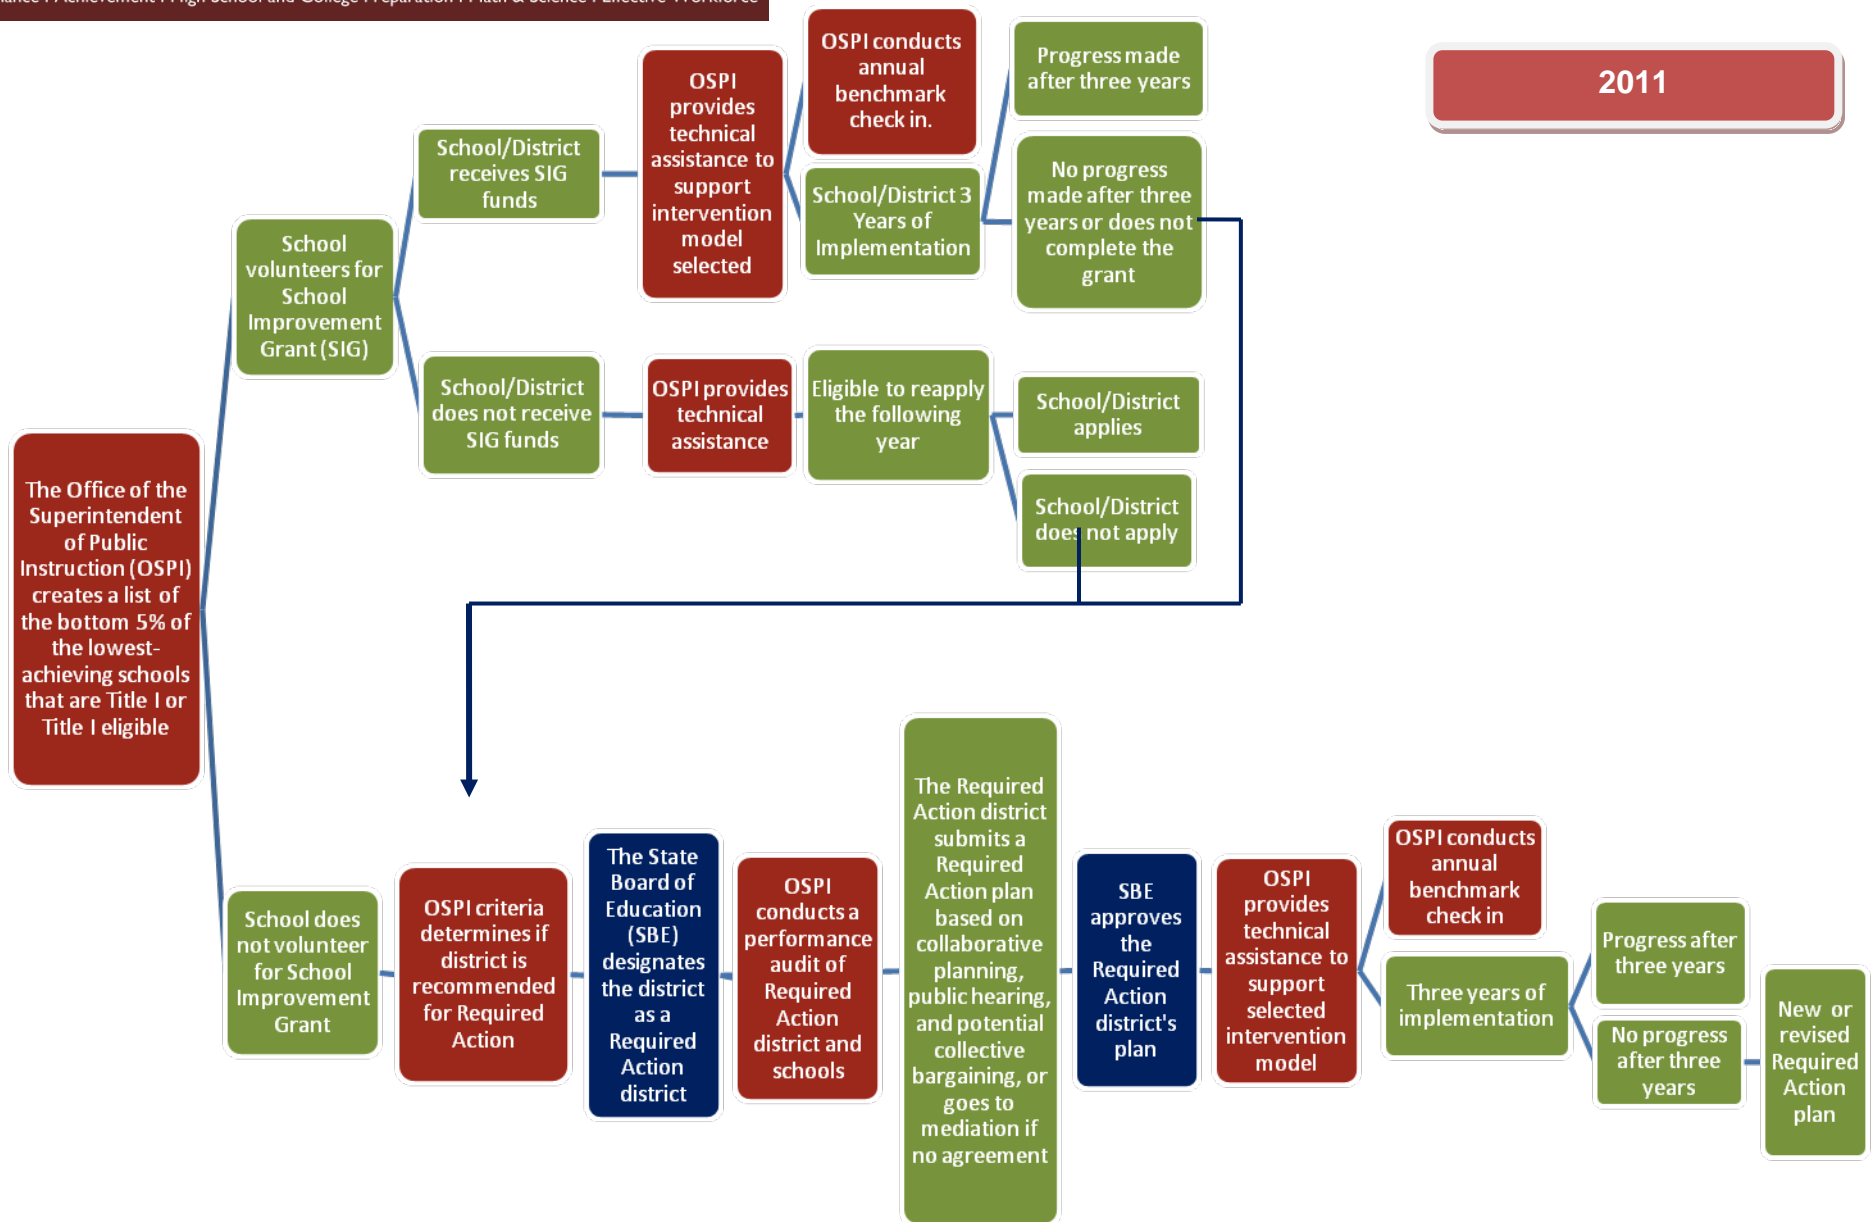 Achievement . High School and College Preparation . Math & Science . Effective Workforce
2011
The Office of the
Superintendent
of Public
Instruction (OSPI)
creates a list of
the bottom 5% of
the lowest-
achieving schools
that are Title I or
Title I eligible
School
volunteers for
School
Improvement
Grant (SIG)
School/District
receives SIG
funds
OSPI
provides
technical
assistance to
support
intervention
model
selected
OSPI conducts
annual
benchmark
check in.
School/District 3
Years of
Implementation
Progress made
after three years
No progress
made after three
years or does not
complete the
grant
School/District
does not receive
SIG funds
OSPI provides
technical
assistance
Eligible to reapply
the following
year
School/District
applies
School/District
does not apply
School does
not volunteer
for School
Improvement
Grant
OSPI criteria
determines if
district is
recommended
for Required
Action
The State
Board of
Education
(SBE)
designates
the district
as a
Required
Action
district
OSPI
conducts a
performance
audit of
Required
Action
district and
schools
The Required
Action district
submits a
Required
Action plan
based on
collaborative
planning,
public hearing,
and potential
collective
bargaining, or
goes to
mediation if
no agreement
SBE
approves
the
Required
Action
district's
plan
OSPI
provides
technical
assistance to
support
selected
intervention
model
OSPI conducts
annual
benchmark
check in
Three years of
implementation
Progress after
three years
No progress
after three
years
New or
revised
Required
Action
plan